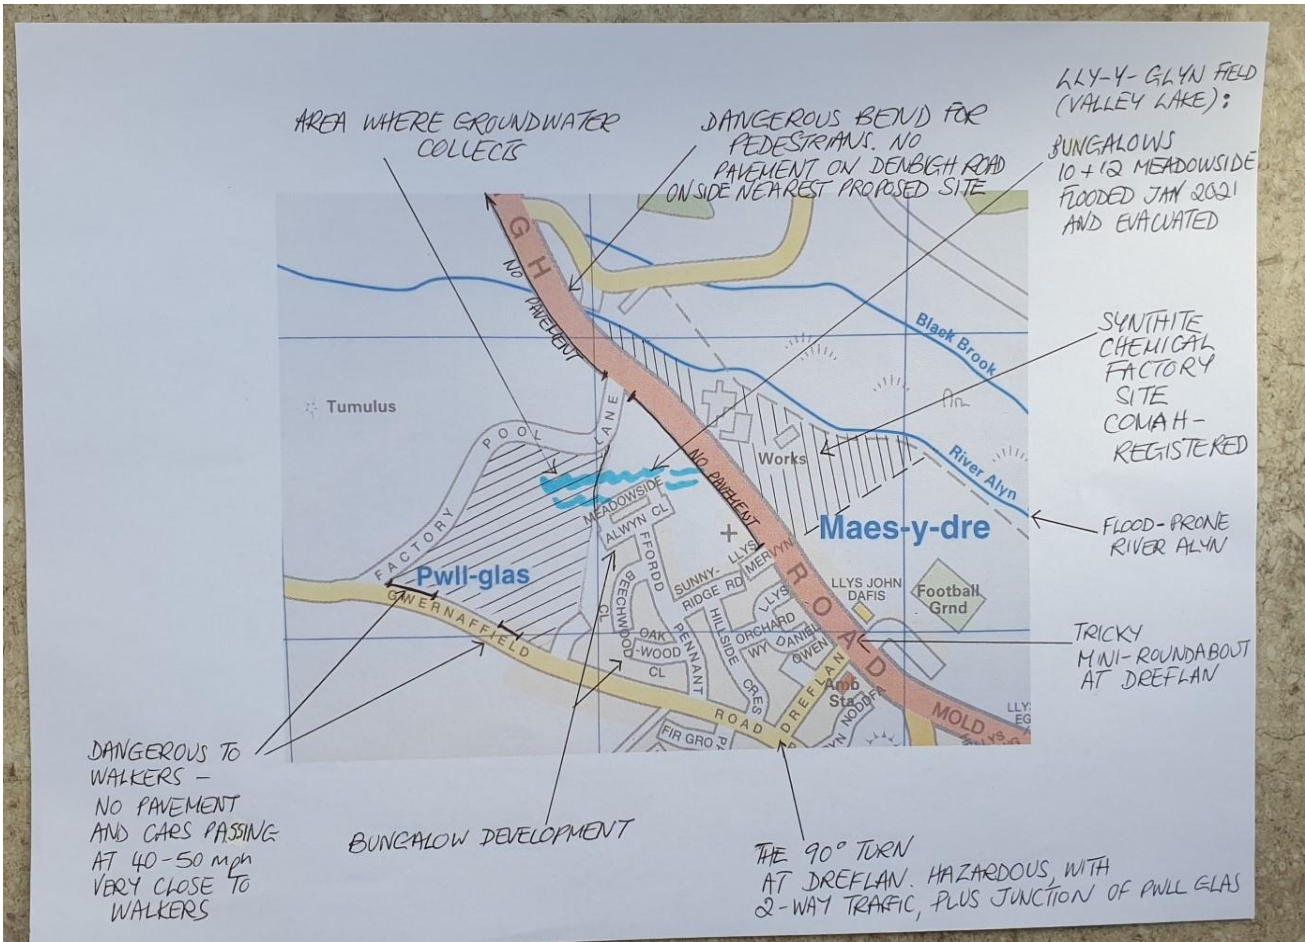 AREA WHERE GROUNDWATER
COLLECTS
DANGEROUS BEND FOR
PEDESTRIANS. NO
PAVEMENT ON DENBIGH ROAD
ON SIDE NEAREST PROPOSED SITE
LLY-Y-GLYN FIELD
(VALLEY LAKE):
BUNGALOWS
10 + 12 MEADOWSIDE
FLOODED JAN 2021
AND EVACUATED
SYNTHITE
CHEMICAL
FACTORY
SITE
COMAH-
REGISTERED
FLOOD-PRONE
RIVER ALYN
TRICKY
MINI-ROUNDABOUT
AT DREFLAN
THE 90° TURN
AT DREFLAN. HAZARDOUS, WITH
2-WAY TRAFFIC, PLUS JUNCTION OF PWLL GLAS
BUNGALOW DEVELOPMENT
DANGEROUS TO
WALKERS –
NO PAVEMENT
AND CARS PASSING
AT 40-50 mph
VERY CLOSE TO
WALKERS
GH
NO PAVEMENT
Black Brook
Tumulus
FACTORY POOL LANE
Works
River Alyn
NO PAVEMENT
MEADOWSIDE
ALWYN CL
Maes-y-dre
Pwll-glas
FFORDD PENNANT
BEECHWOOD CL
SUNNY-
RIDGE RD
LLYS
MERVYN
HILLSIDE CRES
OAK
-WOOD
CL
ORCHARD
WY
LLYS
DANIEL
OWEN
ROAD
LLYS JOHN
DAFIS
Football
Grnd
GWERNAFFIELD ROAD
DREFLAN
Amb
Sta
NODDFA
MOLD
FIR GRO